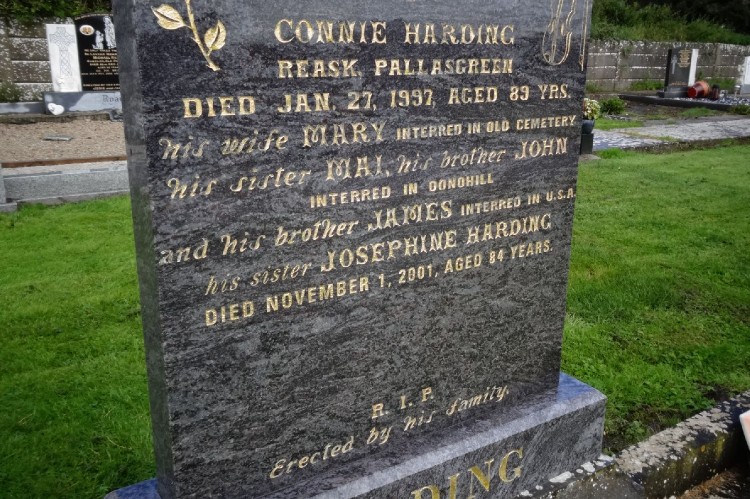 CONNIE HARDING
REASK, PALLASGREEN
DIED JAN. 27, 1997, AGED 89 YRS.
his wife MARY INTERRED IN OLD CEMETERY
his sister MAI, his brother JOHN
INTERRED IN DONOHILL
and his brother JAMES INTERRED IN U.S.A.
his sister JOSEPHINE HARDING
DIED NOVEMBER 1, 2001, AGED 84 YEARS.
R. I. P.
Erected by his family.